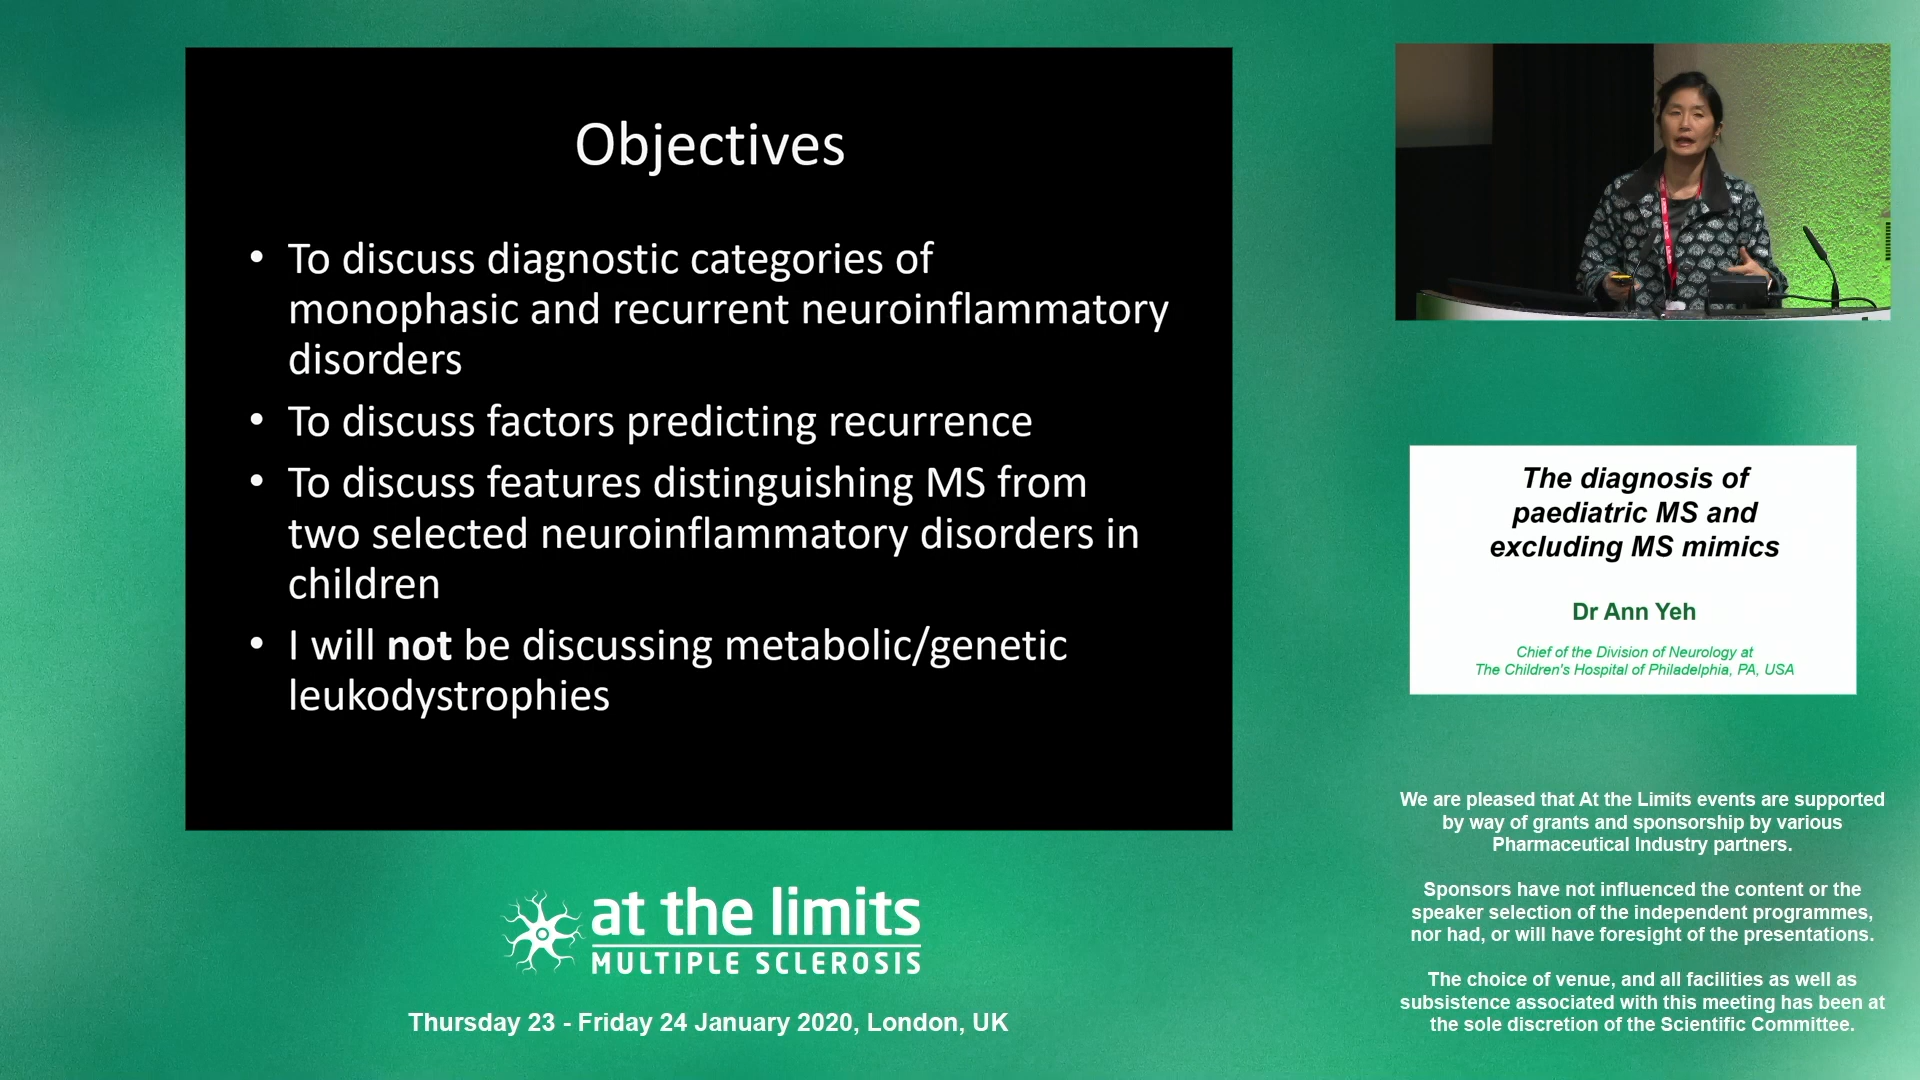 Objectives
• To discuss diagnostic categories of
monophasic and recurrent neuroinflammatory
disorders
• To discuss factors predicting recurrence
• To discuss features distinguishing MS from
two selected neuroinflammatory disorders in
children
• I will not be discussing metabolic/genetic
leukodystrophies
at the limits
MULTIPLE SCLEROSIS
Thursday 23 - Friday 24 January 2020, London, UK
The diagnosis of
paediatric MS and
excluding MS mimics
Dr Ann Yeh
Chief of the Division of Neurology at
The Children's Hospital of Philadelphia, PA, USA
We are pleased that At the Limits events are supported
by way of grants and sponsorship by various
Pharmaceutical Industry partners.
Sponsors have not influenced the content or the
speaker selection of the independent programmes,
nor had, or will have foresight of the presentations.
The choice of venue, and all facilities as well as
subsistence associated with this meeting has been at
the sole discretion of the Scientific Committee.